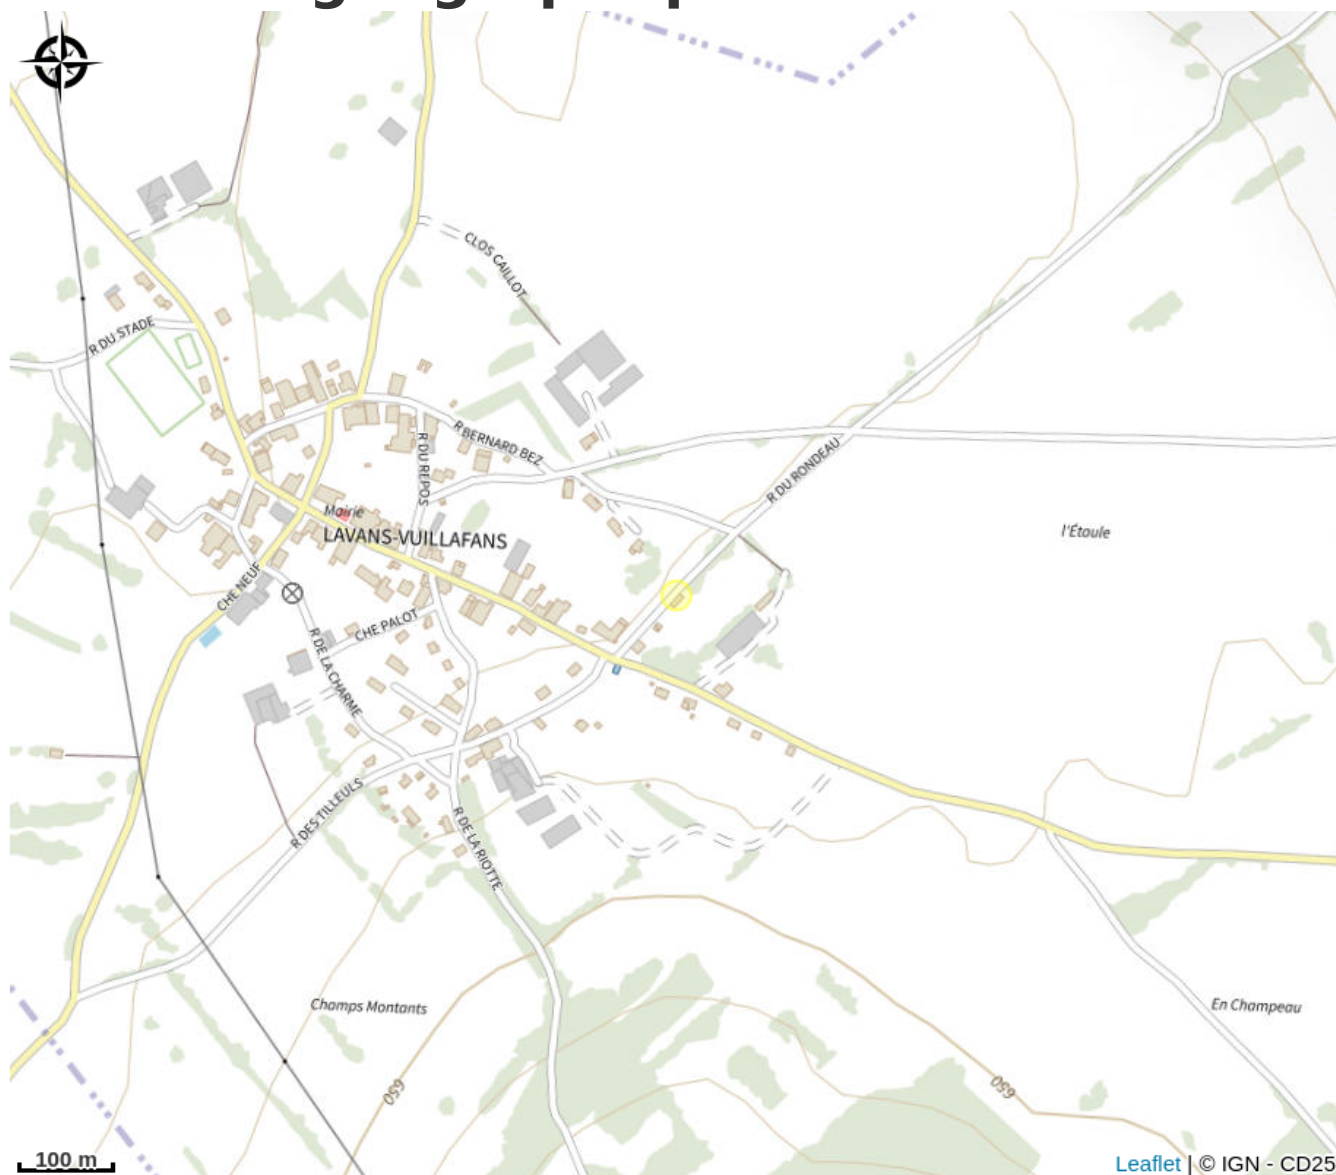 CLOS CAILLOT
R DU STADE
R BERNARD BEZ
R DU REPOS
R DU RONDEAU
Mairie
LAVANS-VUILLAFANS
l'Étoule
CHE NEUF
CHE PALOT
R DE LA CHARME
R DES TILLEULS
R DE LA RIOTTE
Champs Montants
En Champeau
650
650
100 m
Leaflet | © IGN - CD25